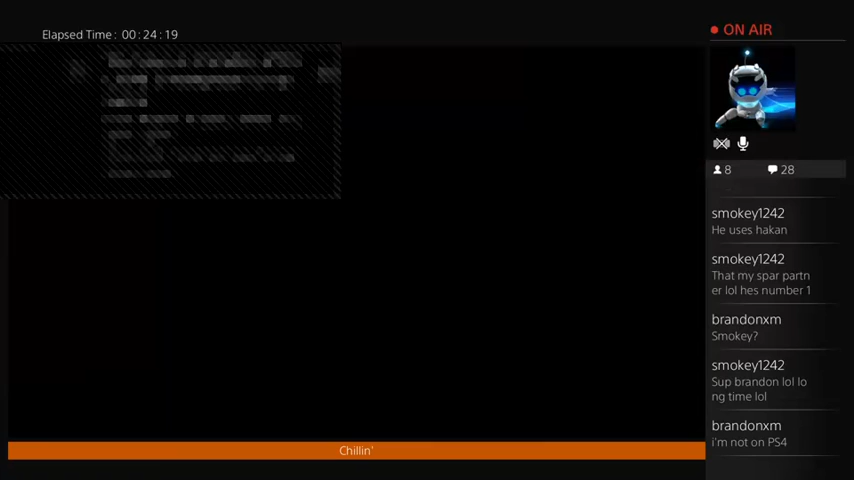 Elapsed Time : 00:24:19
ON AIR
8 28
smokey1242
He uses hakan
smokey1242
That my spar partn
er lol hes number 1
brandonxm
Smokey?
smokey1242
Sup brandon lol lo
ng time lol
brandonxm
i'm not on PS4
Chillin'